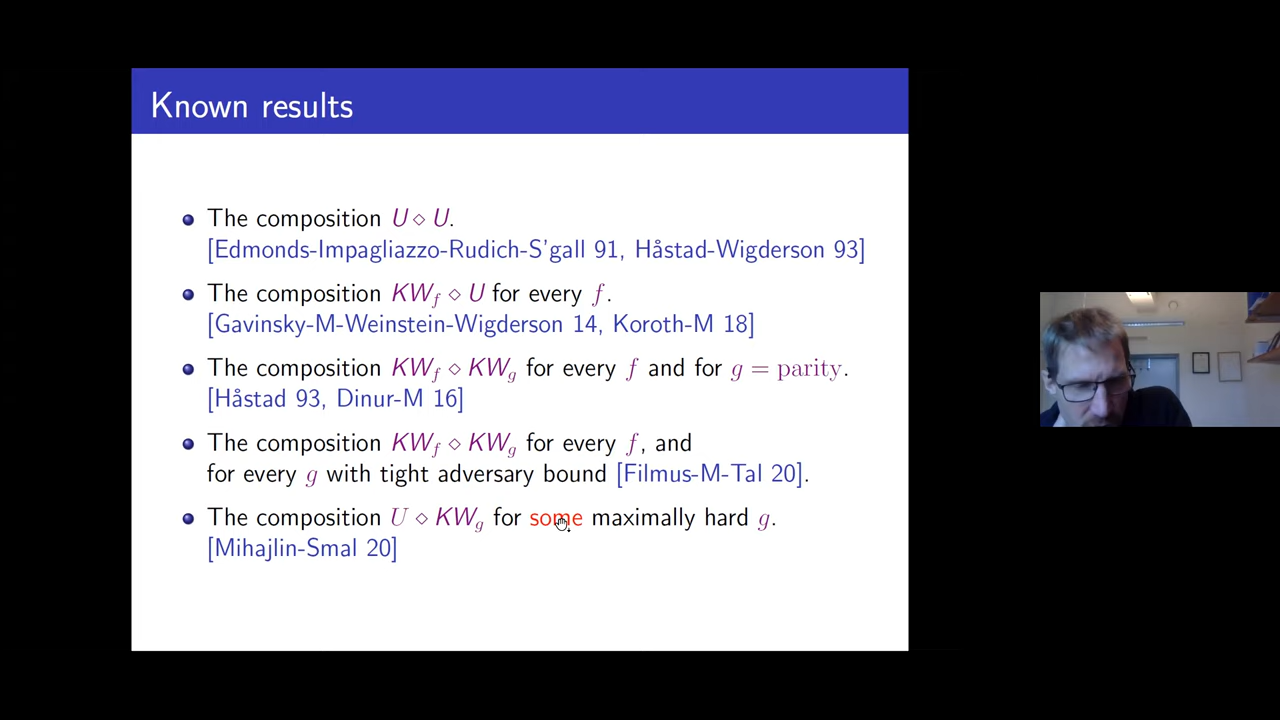 Known results
The composition U ⋄ U.
[Edmonds-Impagliazzo-Rudich-S'gall 91, Håstad-Wigderson 93]
The composition KW_f ⋄ U for every f.
[Gavinsky-M-Weinstein-Wigderson 14, Koroth-M 18]
The composition KW_f ⋄ KW_g for every f and for g = parity.
[Håstad 93, Dinur-M 16]
The composition KW_f ⋄ KW_g for every f, and
for every g with tight adversary bound [Filmus-M-Tal 20].
The composition U ⋄ KW_g for some maximally hard g.
[Mihajlin-Smal 20]